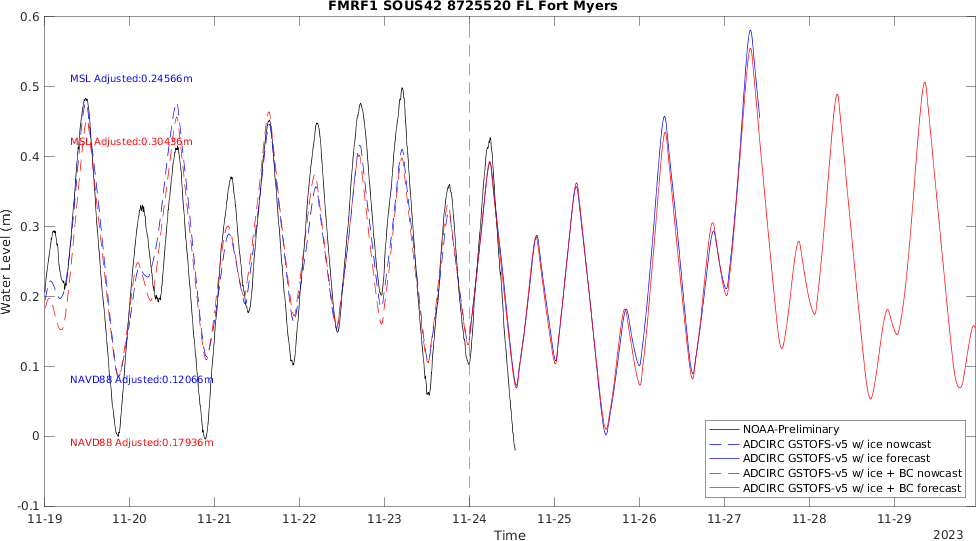 FMRF1 SOUS42 8725520 FL Fort Myers
0.6
0.5
0.4
0.3
0.2
0.1
0
-0.1
Water Level (m)
MSL Adjusted:0.24566m
MSL Adjusted:0.30436m
NAVD88 Adjusted:0.12066m
NAVD88 Adjusted:0.17936m
NOAA-Preliminary
ADCIRC GSTOFS-v5 w/ ice nowcast
ADCIRC GSTOFS-v5 w/ ice forecast
ADCIRC GSTOFS-v5 w/ ice + BC nowcast
ADCIRC GSTOFS-v5 w/ ice + BC forecast
11-19 11-20 11-21 11-22 11-23 11-24 11-25 11-26 11-27 11-28 11-29
Time
2023